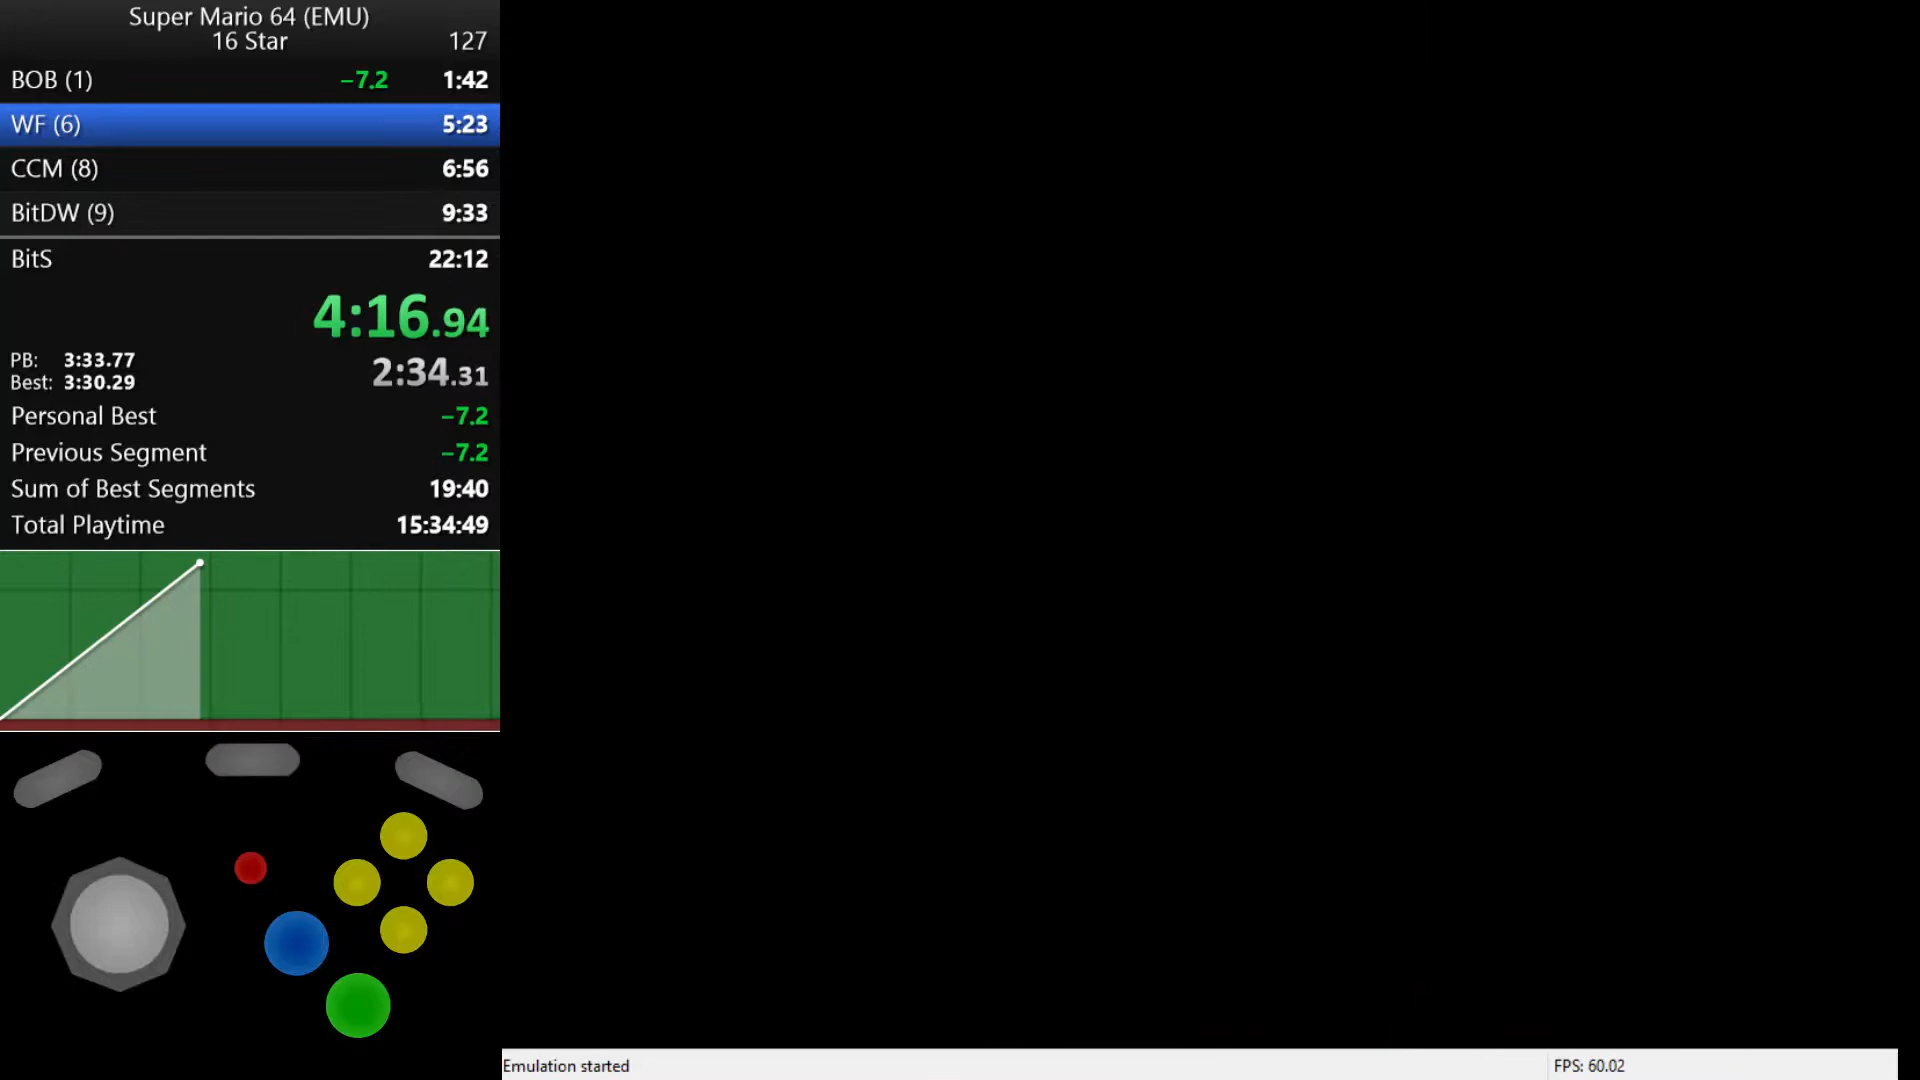 Super Mario 64 (EMU)
16 Star 127
BOB (1) −7.2 1:42
WF (6) 5:23
CCM (8) 6:56
BitDW (9) 9:33
BitS 22:12
4:16.94
PB: 3:33.77
Best: 3:30.29
2:34.31
Personal Best −7.2
Previous Segment −7.2
Sum of Best Segments 19:40
Total Playtime 15:34:49
Emulation started FPS: 60.02